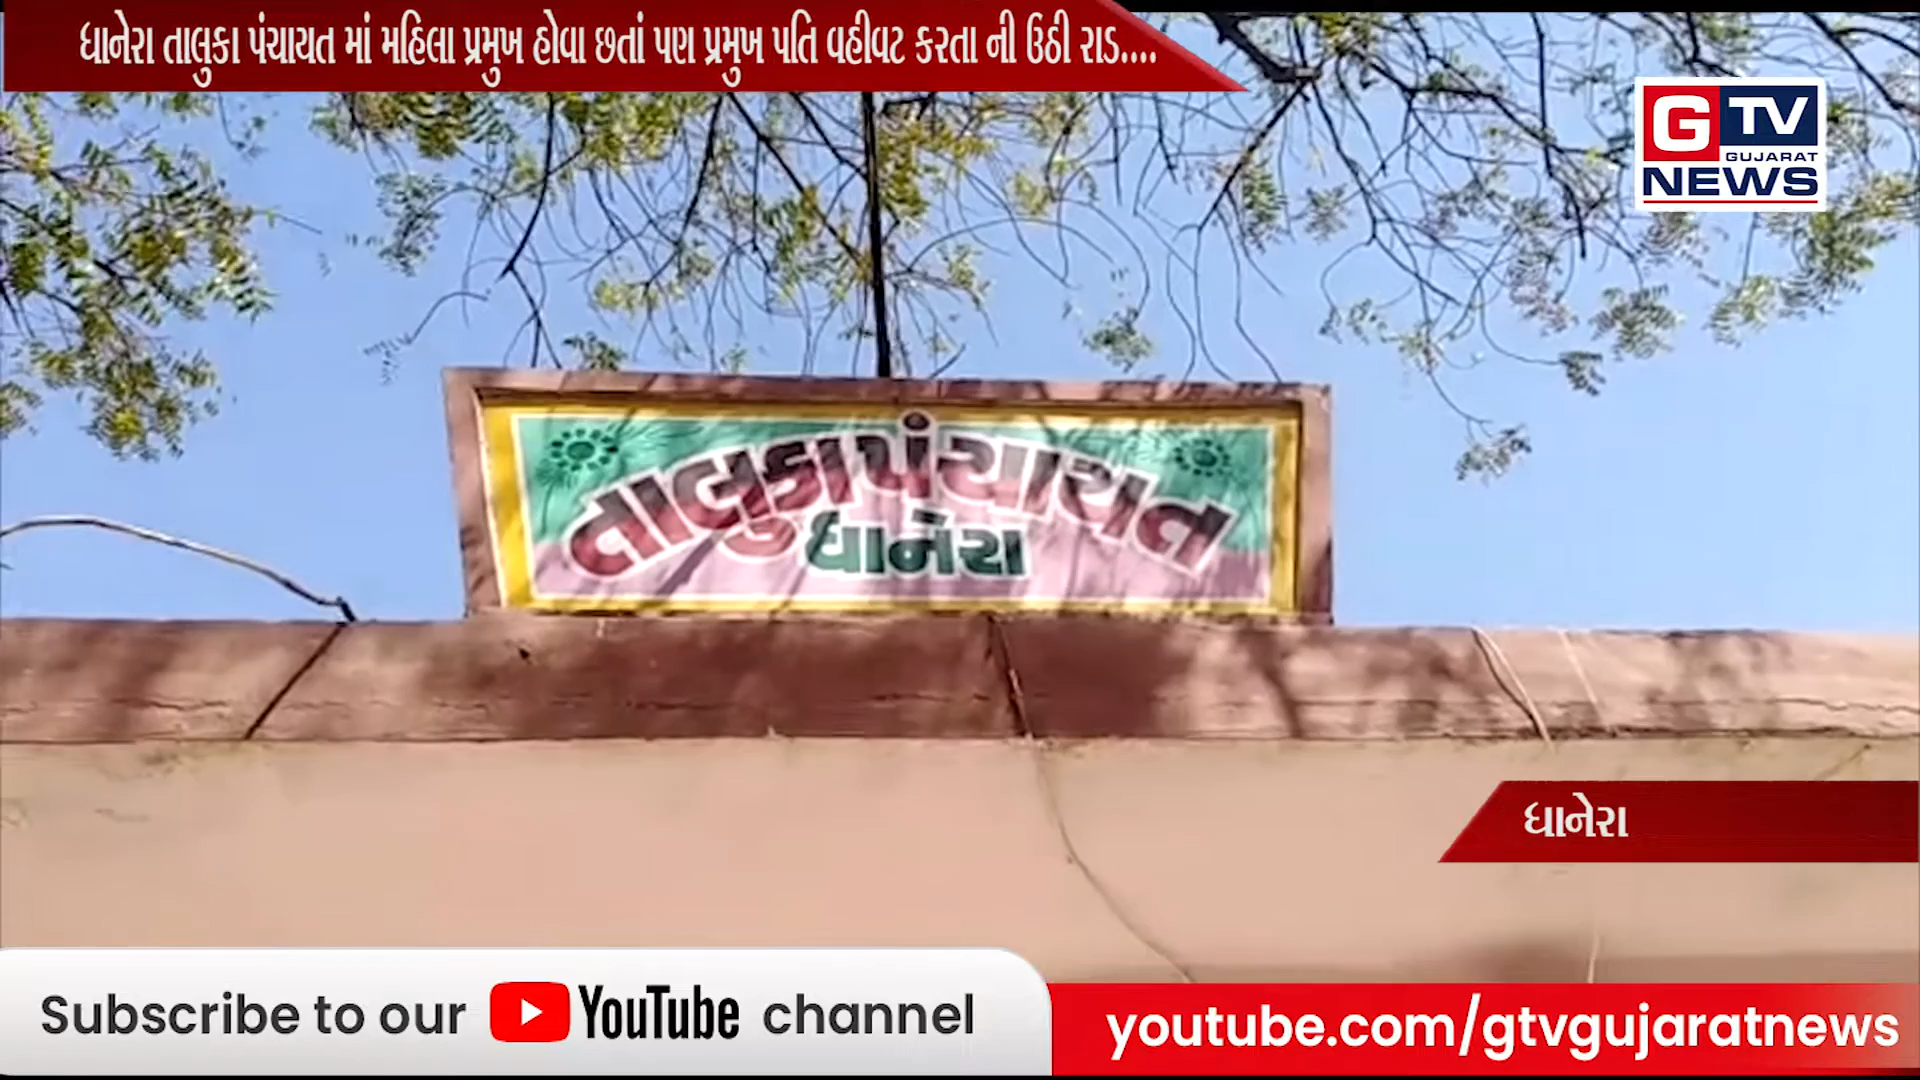 ધાનેરા તાલુકા પંચાયત માં મહિલા પ્રમુખ હોવા છતાં પણ પ્રમુખ પતિ વહીવટ કરતા ની ઉઠી રાડ....
G TV
GUJARAT
NEWS
તાલુકા પંચાયત
ધાનેરા
ધાનેરા
Subscribe to our YouTube channel
youtube.com/gtvgujaratnews